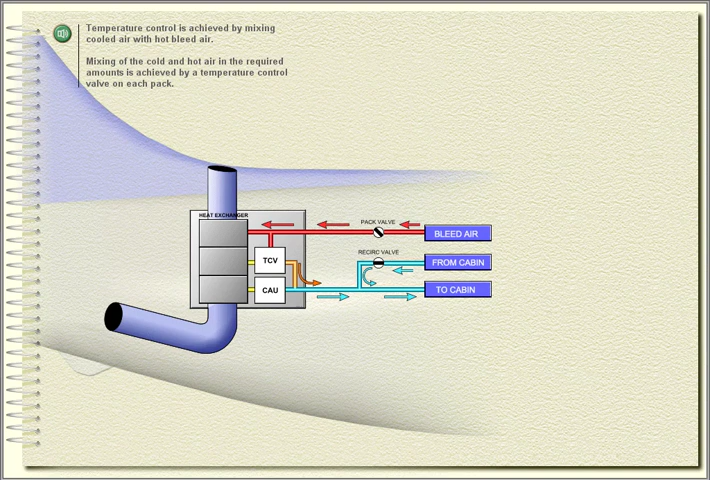 Temperature control is achieved by mixing
cooled air with hot bleed air.
Mixing of the cold and hot air in the required
amounts is achieved by a temperature control
valve on each pack.
HEAT EXCHANGER
PACK VALVE
BLEED AIR
RECIRC VALVE
TCV
FROM CABIN
CAU
TO CABIN